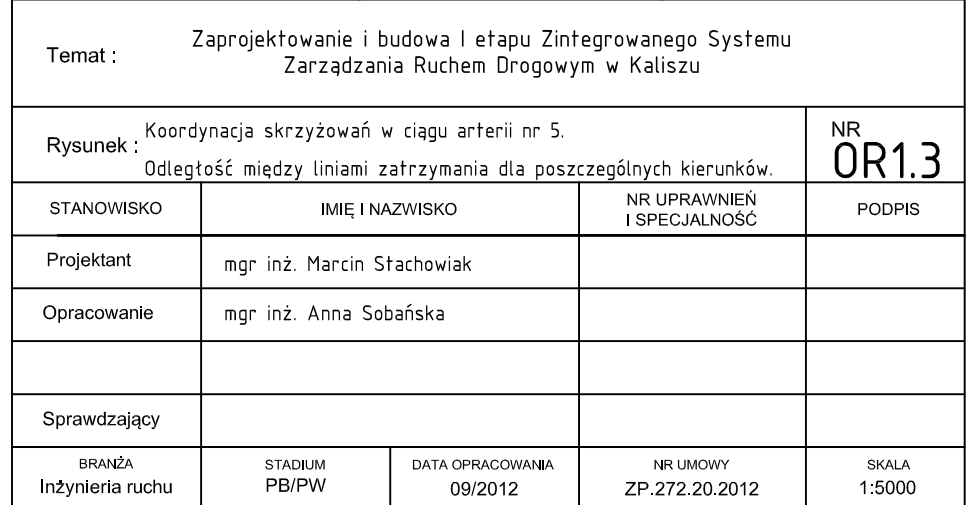 Temat :
Zaprojektowanie i budowa I etapu Zintegrowanego Systemu
Zarządzania Ruchem Drogowym w Kaliszu
Rysunek :
Koordynacja skrzyżowań w ciągu arterii nr 5.
Odległość między liniami zatrzymania dla poszczególnych kierunków.
NR
OR1.3
STANOWISKO
IMIĘ I NAZWISKO
NR UPRAWNIEŃ
I SPECJALNOŚĆ
PODPIS
Projektant
mgr inż. Marcin Stachowiak
Opracowanie
mgr inż. Anna Sobańska
Sprawdzający
BRANŻA
Inżynieria ruchu
STADIUM
PB/PW
DATA OPRACOWANIA
09/2012
NR UMOWY
ZP.272.20.2012
SKALA
1:5000